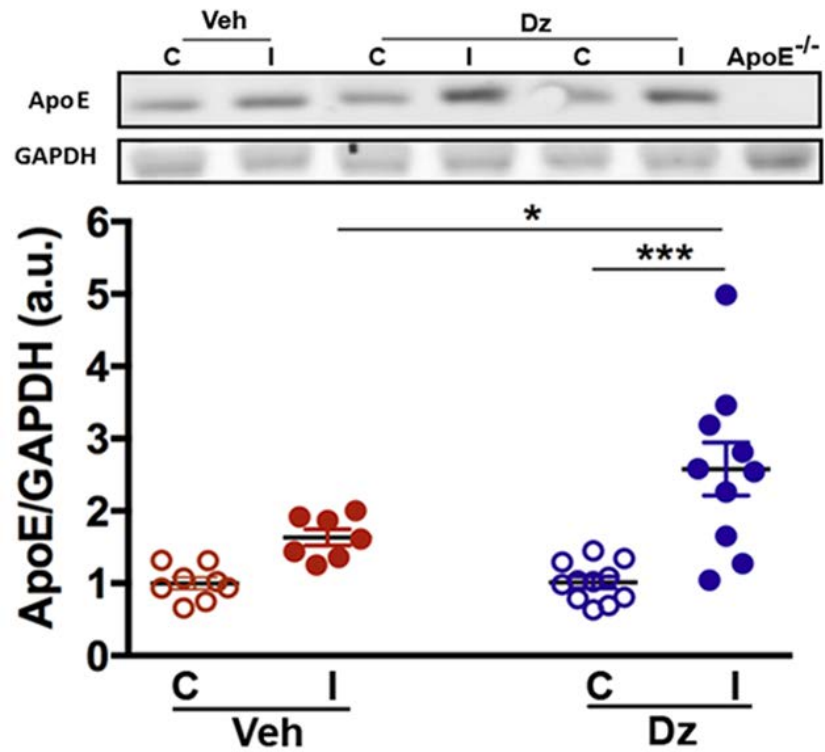 Veh Dz
C I C I C I ApoE-/-
ApoE
GAPDH
*
***
ApoE/GAPDH (a.u.)
6
5
4
3
2
1
0
C I C I
Veh Dz